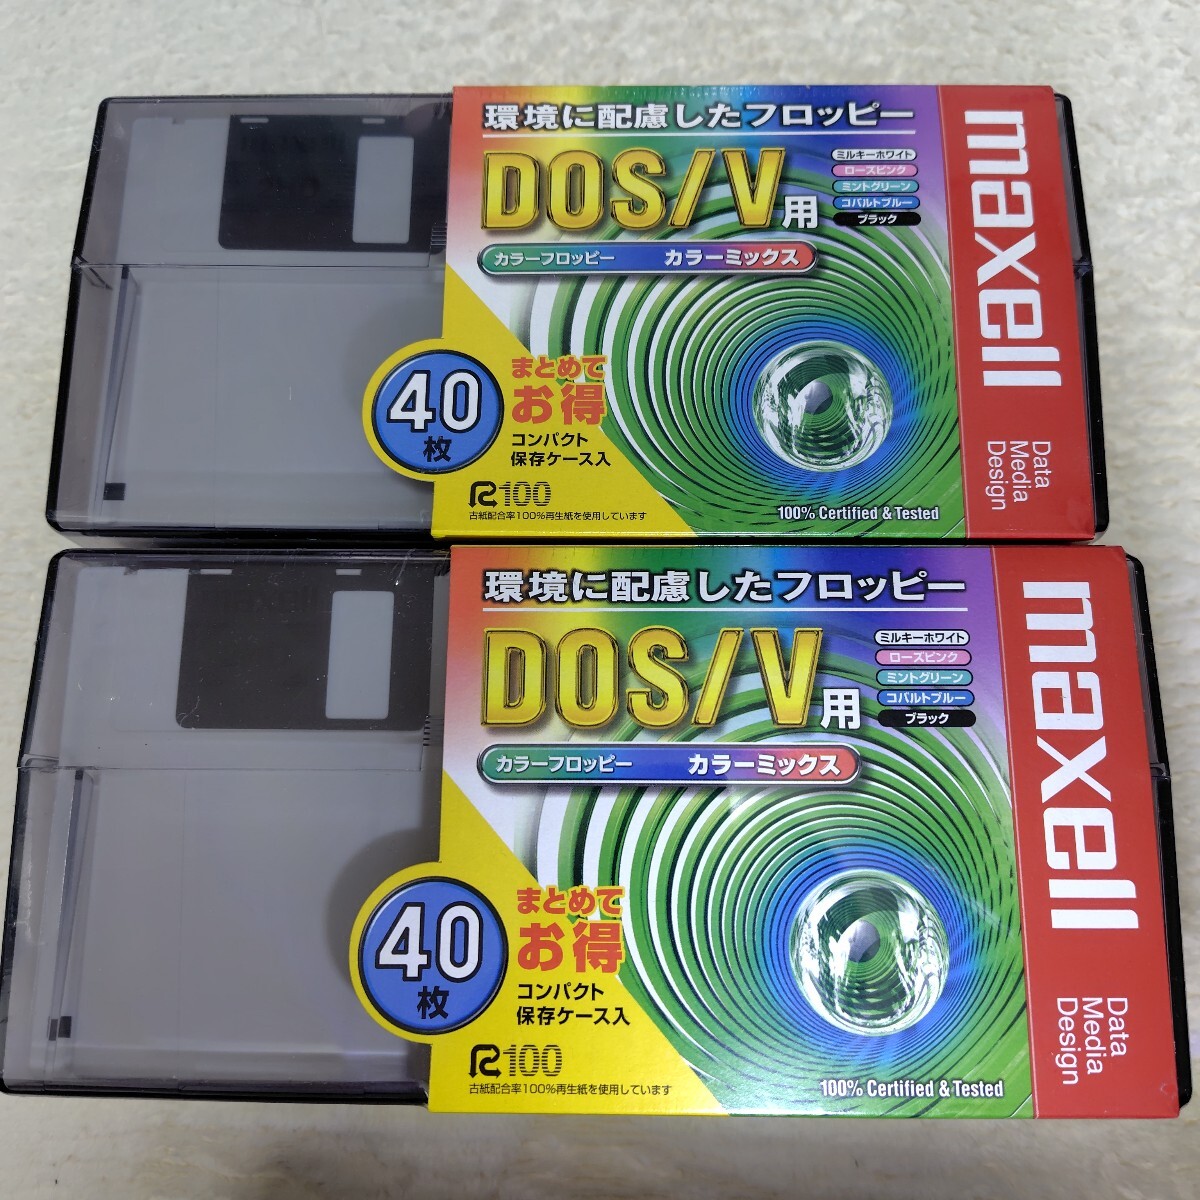 環境に配慮したフロッピー
DOS/V用
ミルキーホワイト
ローズピンク
ミントグリーン
コバルトブルー
ブラック
カラーフロッピー カラーミックス
40枚
まとめて
お得
コンパクト
保存ケース入
R100
古紙配合率100%再生紙を使用しています
100% Certified & Tested
maxell
Data
Media
Design
環境に配慮したフロッピー
DOS/V用
ミルキーホワイト
ローズピンク
ミントグリーン
コバルトブルー
ブラック
カラーフロッピー カラーミックス
40枚
まとめて
お得
コンパクト
保存ケース入
R100
古紙配合率100%再生紙を使用しています
100% Certified & Tested
maxell
Data
Media
Design